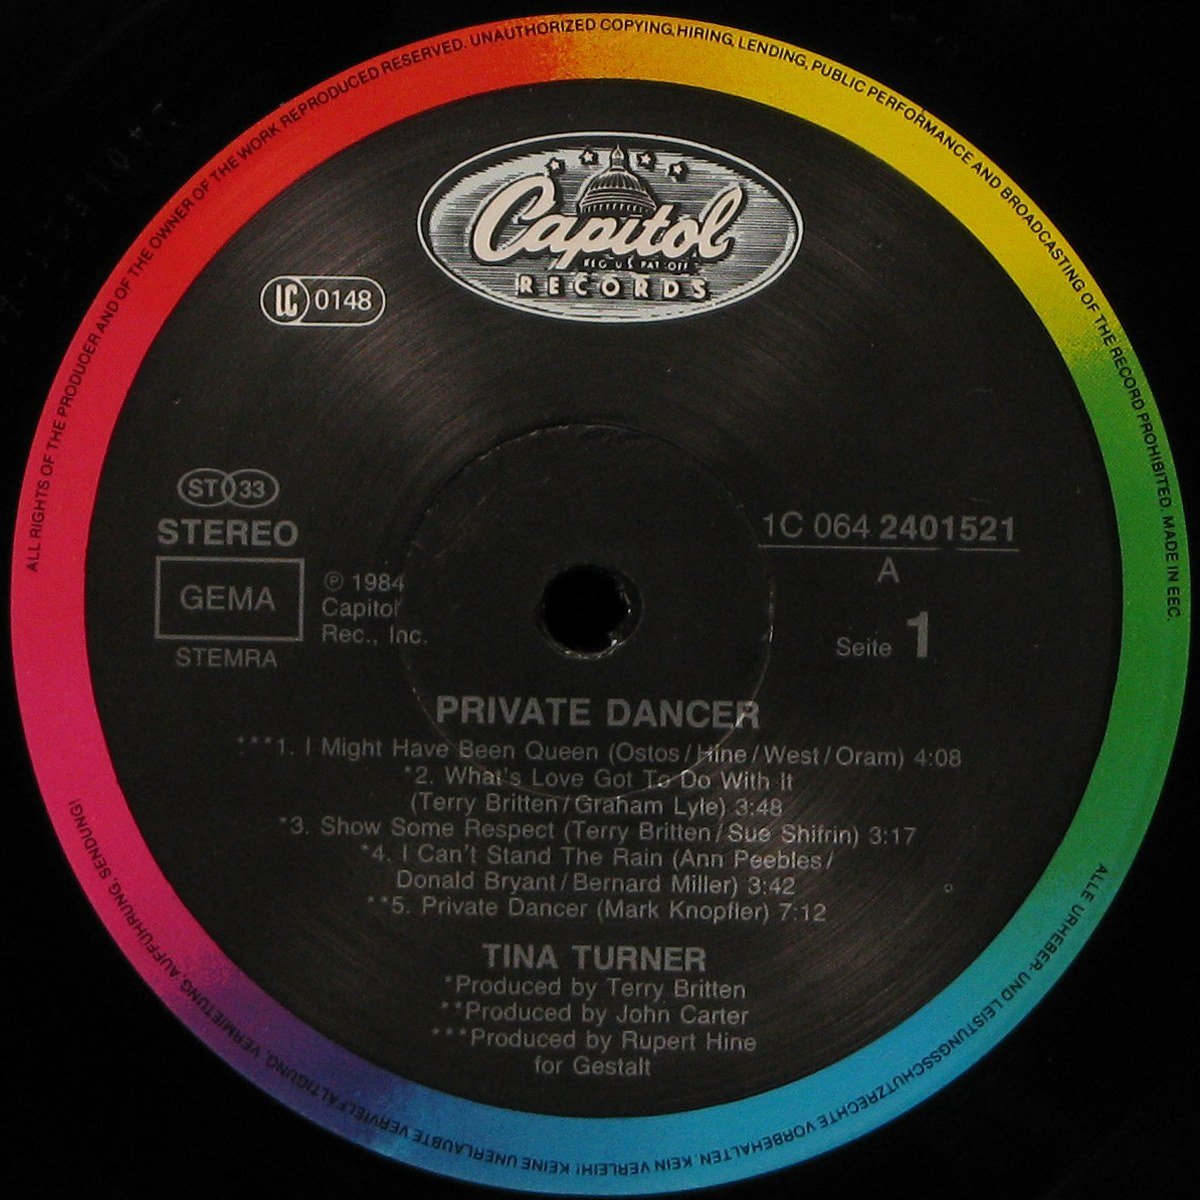 ALL RIGHTS OF THE PRODUCER AND OF THE OWNER OF THE WORK REPRODUCED RESERVED. UNAUTHORIZED COPYING, HIRING, LENDING, PUBLIC PERFORMANCE AND BROADCASTING OF THE RECORD PROHIBITED. MADE IN EEC.
Capitol
REG. U.S. PAT. OFF.
RECORDS
LC 0148
ST 33
STEREO
GEMA
STEMRA
℗ 1984
Capitol
Rec., Inc.
1C 064 2401521
A
Seite 1
PRIVATE DANCER
***1. I Might Have Been Queen (Ostos/Hine/West/Oram) 4:08
*2. What's Love Got To Do With It
(Terry Britten/Graham Lyle) 3:48
*3. Show Some Respect (Terry Britten/Sue Shifrin) 3:17
*4. I Can't Stand The Rain (Ann Peebles/
Donald Bryant/Bernard Miller) 3:42
**5. Private Dancer (Mark Knopfler) 7:12
TINA TURNER
*Produced by Terry Britten
**Produced by John Carter
***Produced by Rupert Hine
for Gestalt
ALLE URHEBER- UND LEISTUNGSSCHUTZRECHTE VORBEHALTEN. KEIN VERLEIH! KEINE UNERLAUBTE VERVIELFÄLTIGUNG, VERMIETUNG, AUFFÜHRUNG, SENDUNG!